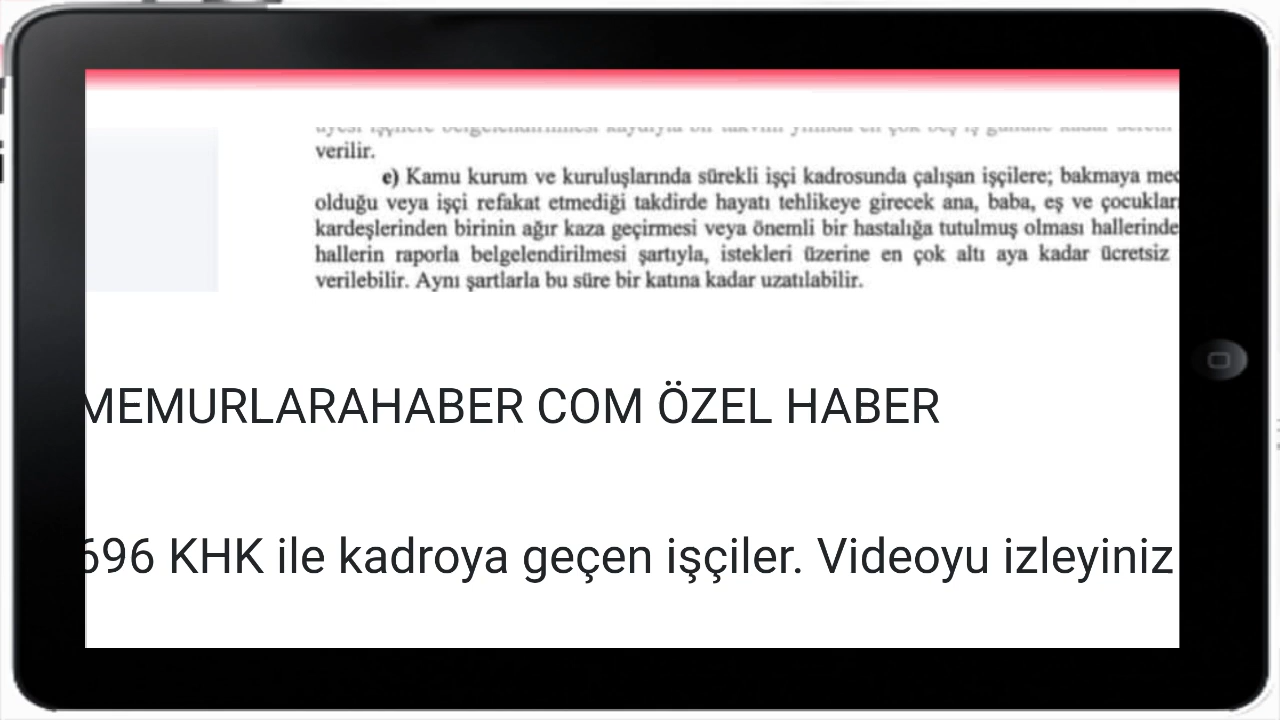 verilir.
e) Kamu kurum ve kuruluşlarında sürekli işçi kadrosunda çalışan işçilere; bakmaya
olduğu veya işçi refakat etmediği takdirde hayatı tehlikeye girecek ana, baba, eş ve
kardeşlerinden birinin ağır kaza geçirmesi veya önemli bir hastalığa tutulmuş olması hallerinde
hallerin raporla belgelendirilmesi şartıyla, istekleri üzerine en çok altı aya kadar ücretsiz
verilebilir. Aynı şartlarla bu süre bir katına kadar uzatılabilir.
MEMURLARAHABER COM ÖZEL HABER
696 KHK ile kadroya geçen işçiler. Videoyu izleyiniz